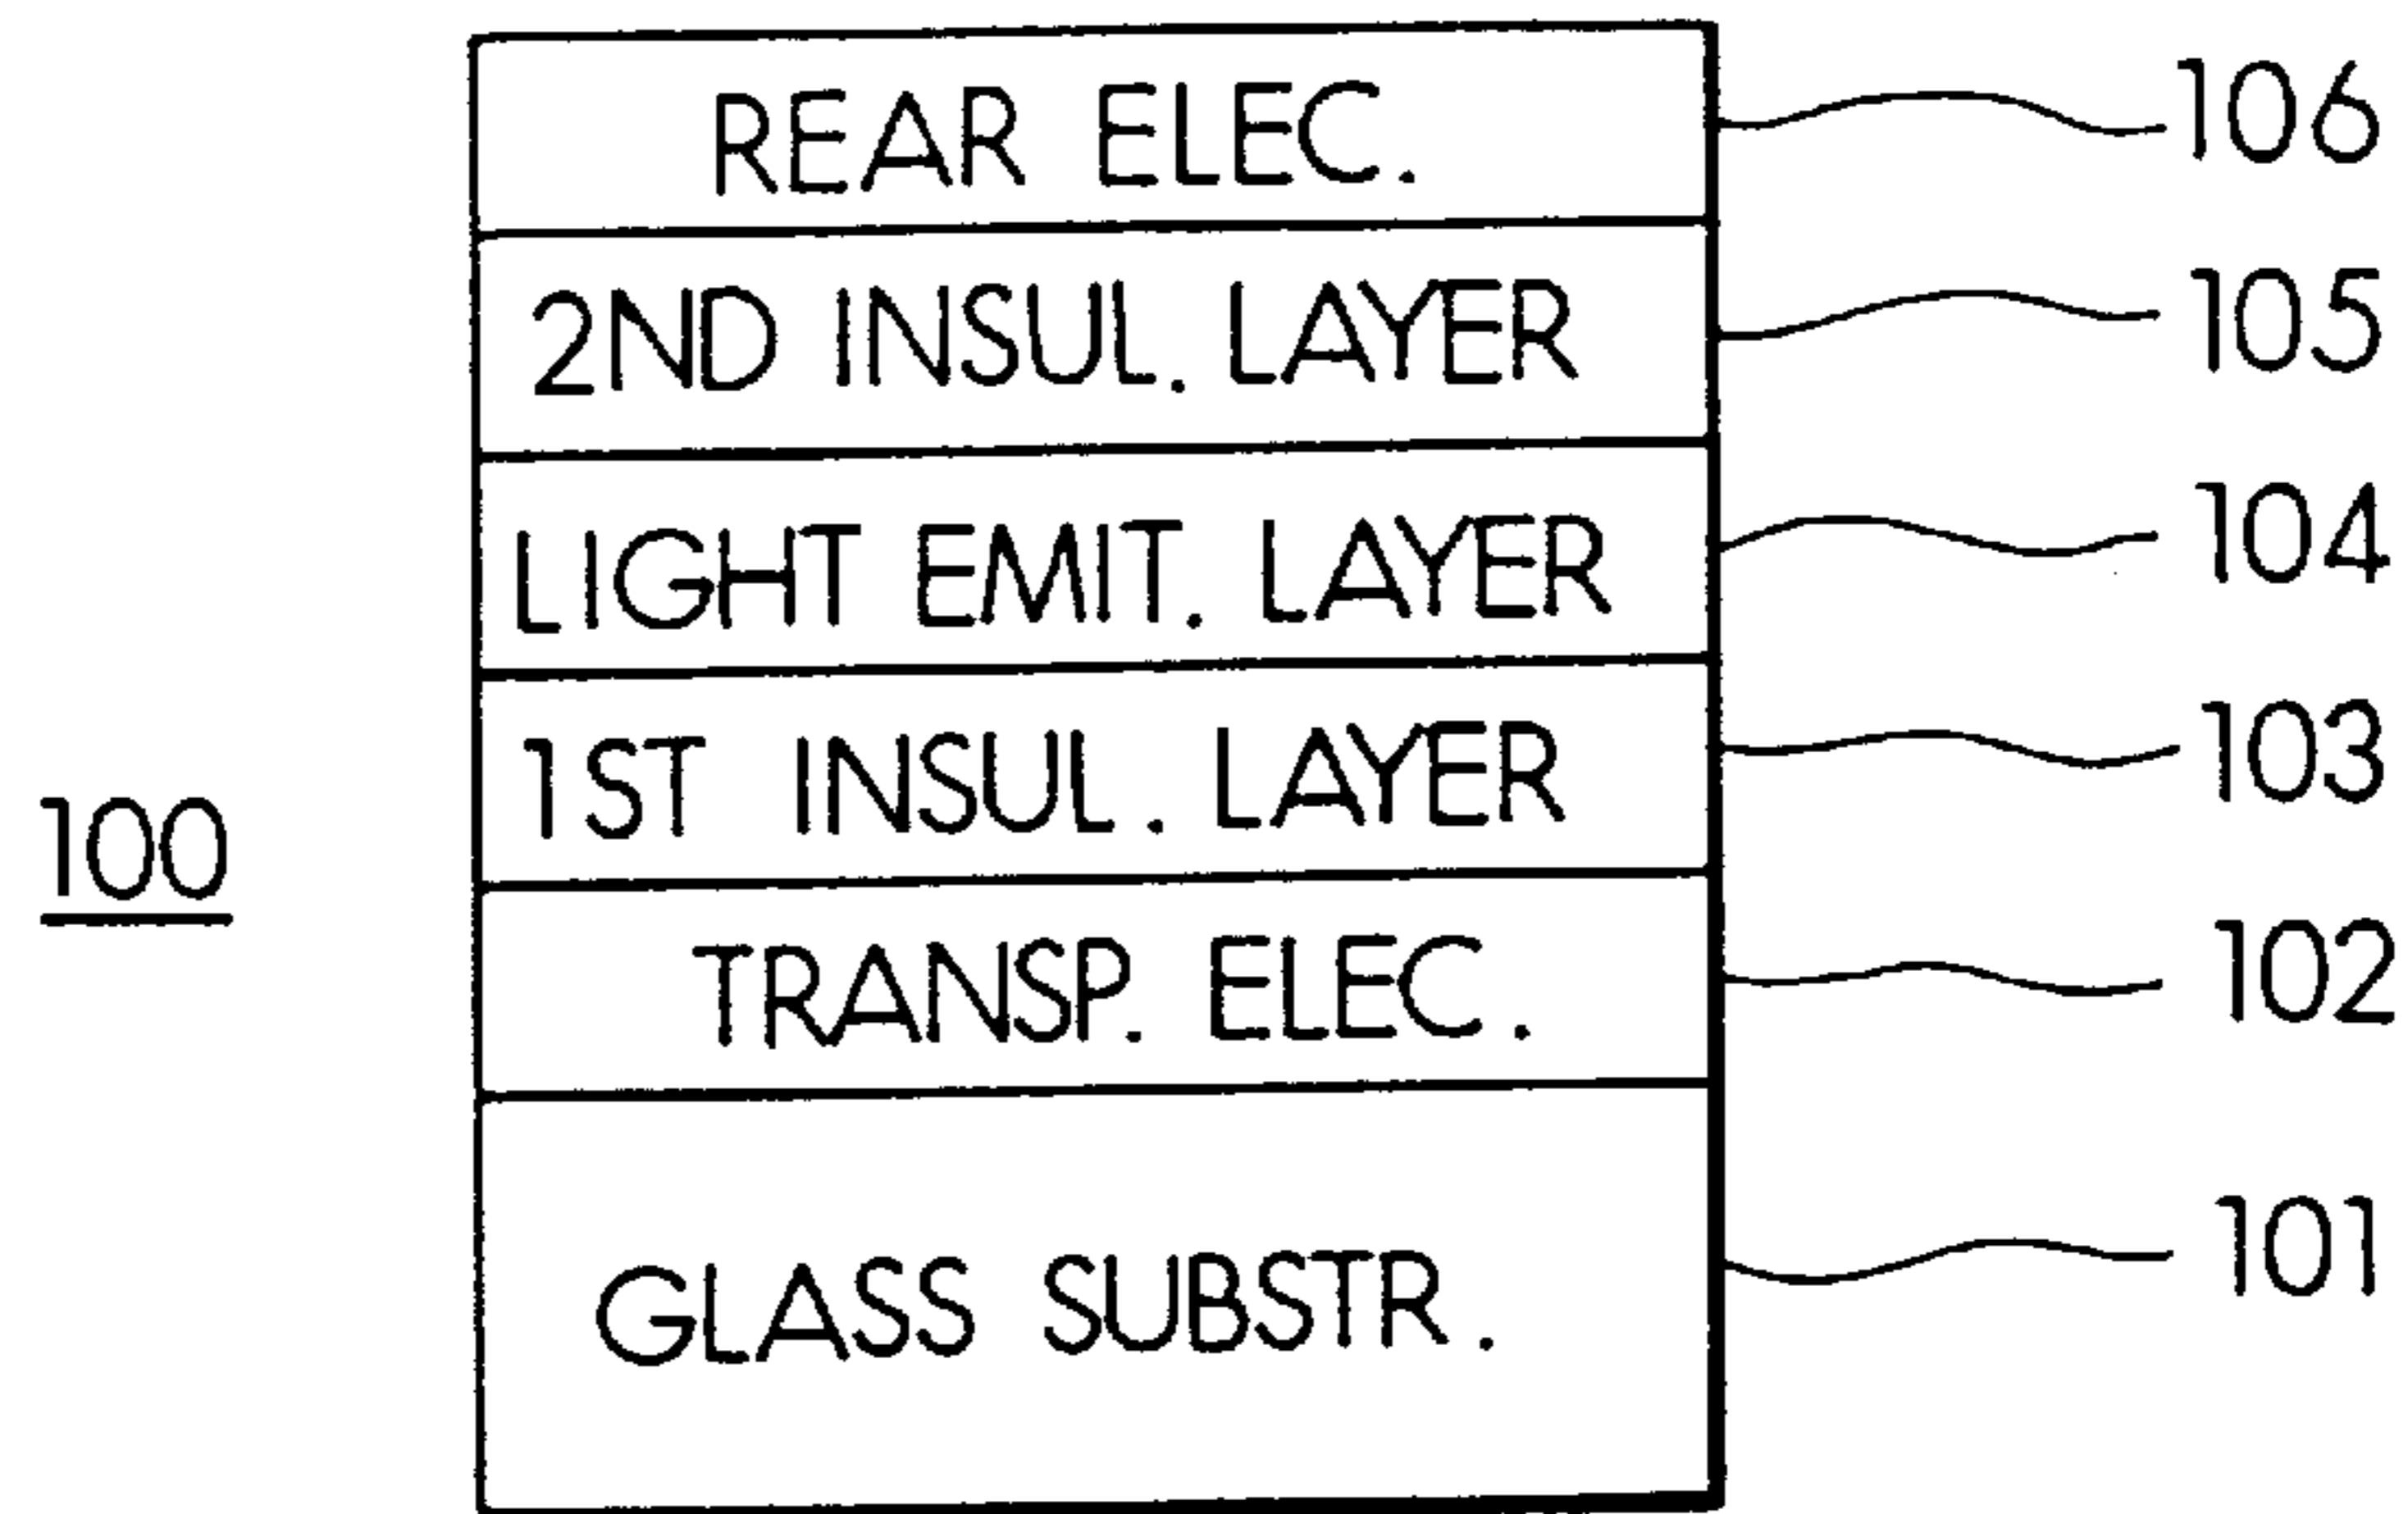 REAR ELEC. 106
2ND INSUL. LAYER 105
LIGHT EMIT. LAYER 104
1ST INSUL. LAYER 103
100
TRANSP. ELEC. 102
GLASS SUBSTR. 101